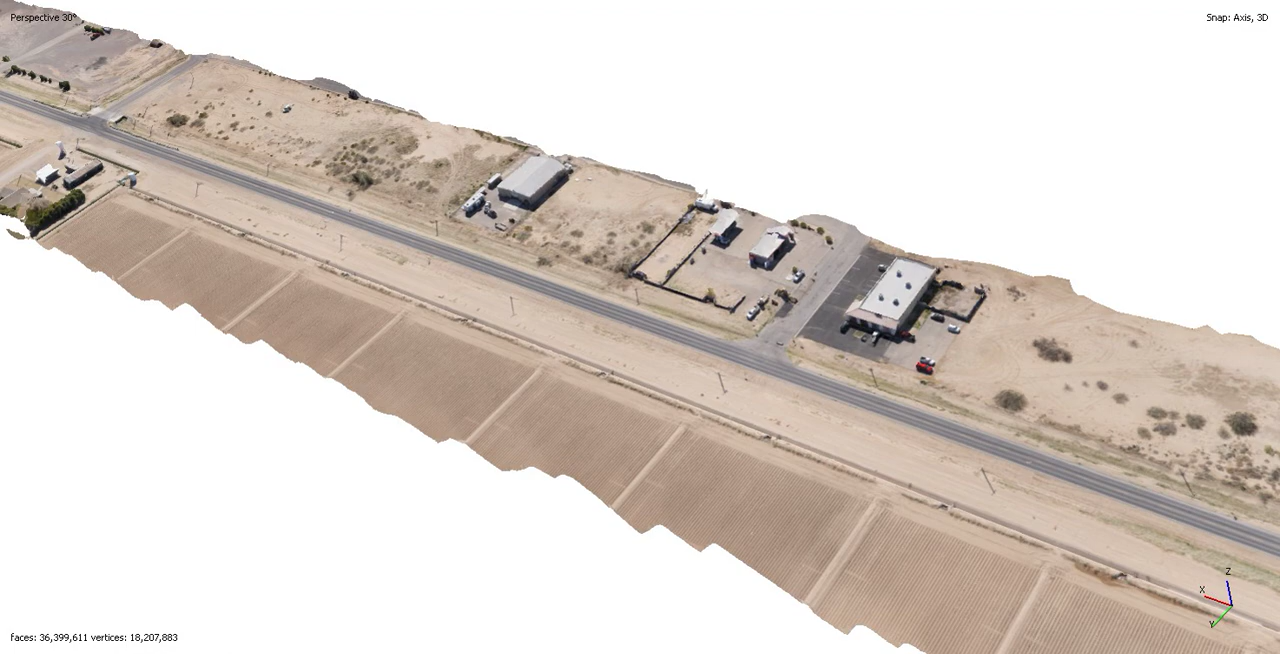 Perspective 30°
Snap: Axis, 3D
Z
X
Y
faces: 36,399,611 vertices: 18,207,883